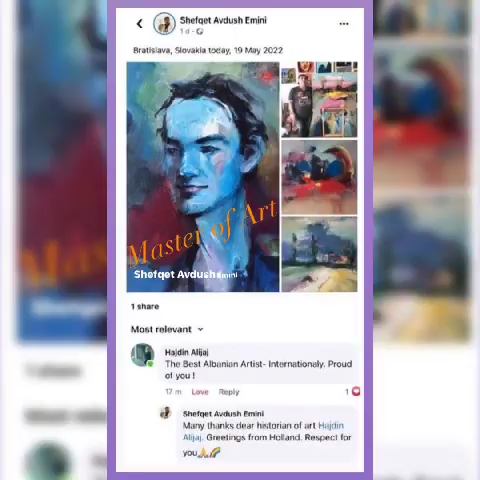 Shefqet Avdush Emini
1 d
Bratislava, Slovakia today, 19 May 2022
Master of Art
Shefqet Avdush Emini
1 share
Most relevant
Hajdin Alijaj
The Best Albanian Artist- Internationaly. Proud
of you !
17 m Love Reply 1
Shefqet Avdush Emini
Many thanks dear historian of art Hajdin
Alijaj. Greetings from Holland. Respect for
you🙏🌈